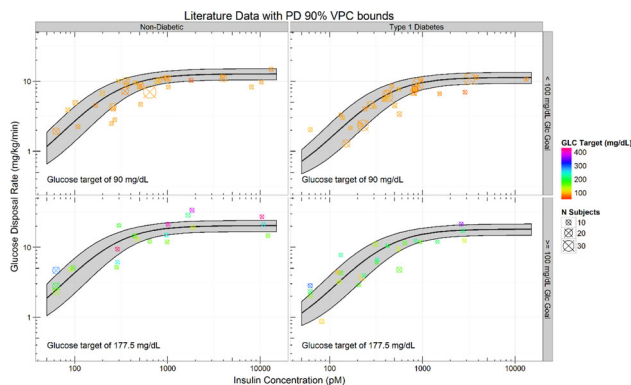 Literature Data with PD 90% VPC bounds
Non-Diabetic
Type 1 Diabetes
Glucose Disposal Rate (mg/kg/min)
10
1
Glucose target of 90 mg/dL
Glucose target of 90 mg/dL
< 100 mg/dL Glc Goal
10
1
Glucose target of 177.5 mg/dL
Glucose target of 177.5 mg/dL
>= 100 mg/dL Glc Goal
100
1000
10000
100
1000
10000
Insulin Concentration (pM)
GLC Target (mg/dL)
400
300
200
100
N Subjects
10
20
30